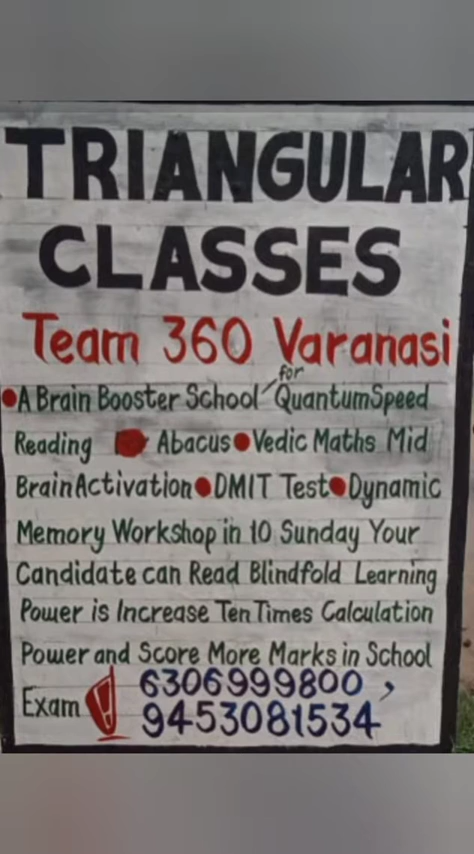 TRIANGULAR
CLASSES
Team 360 Varanasi
for
•A Brain Booster School QuantumSpeed
Reading • Abacus•Vedic Maths Mid
BrainActivation•DMIT Test•Dynamic
Memory Workshop in 10 Sunday Your
Candidate can Read Blindfold Learning
Power is Increase Ten Times Calculation
Power and Score More Marks in School
Exam ! 6306999800,
9453081534